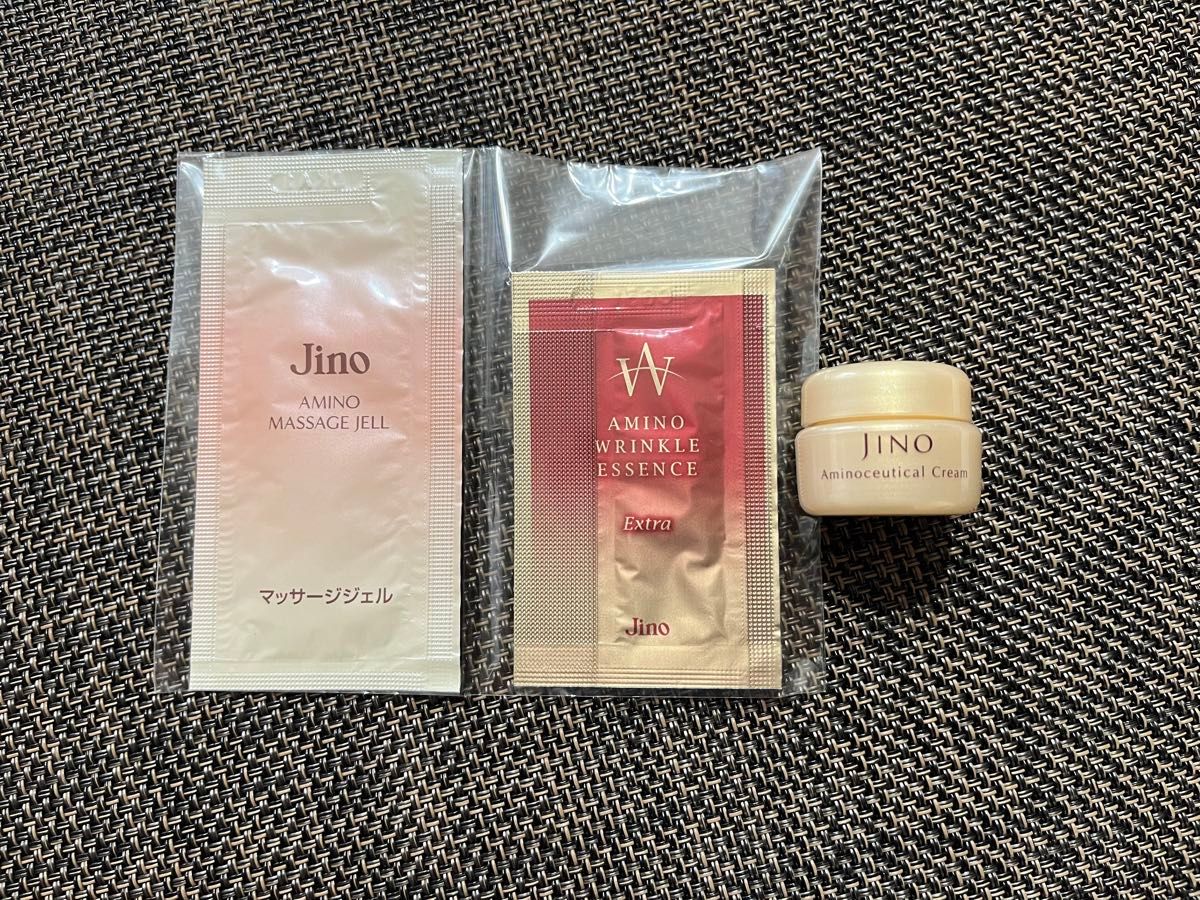 Jino
AMINO
MASSAGE JELL
マッサージジェル
AMINO
WRINKLE
ESSENCE
Extra
Jino
JINO
Aminoceutical Cream